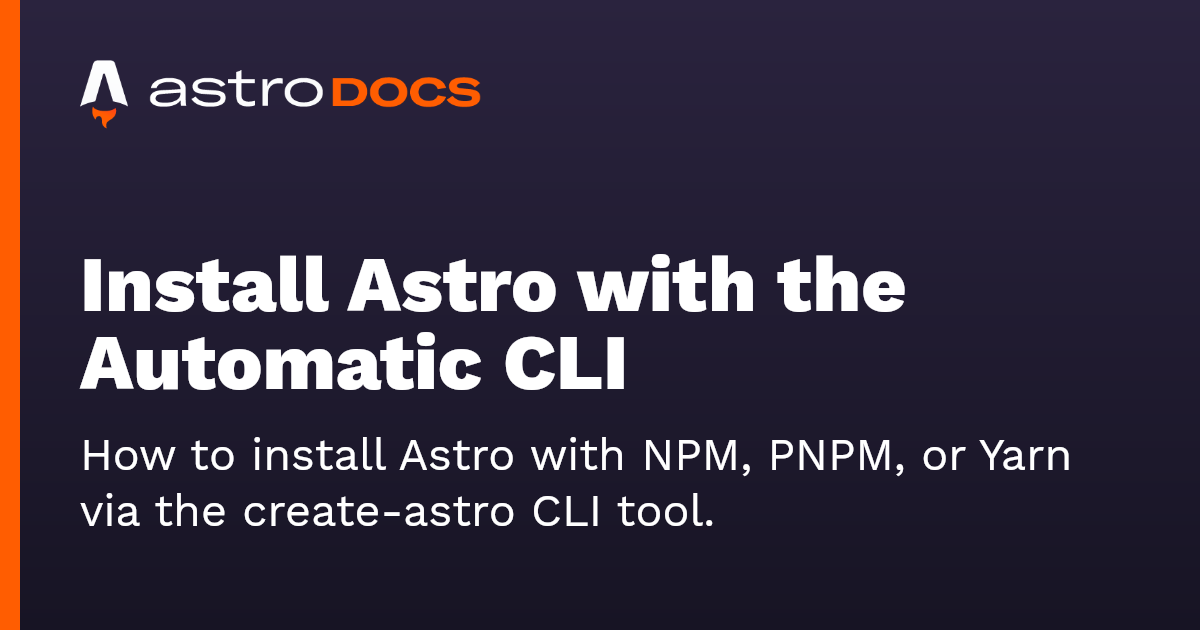 astro DOCS
Install Astro with the
Automatic CLI
How to install Astro with NPM, PNPM, or Yarn
via the create-astro CLI tool.